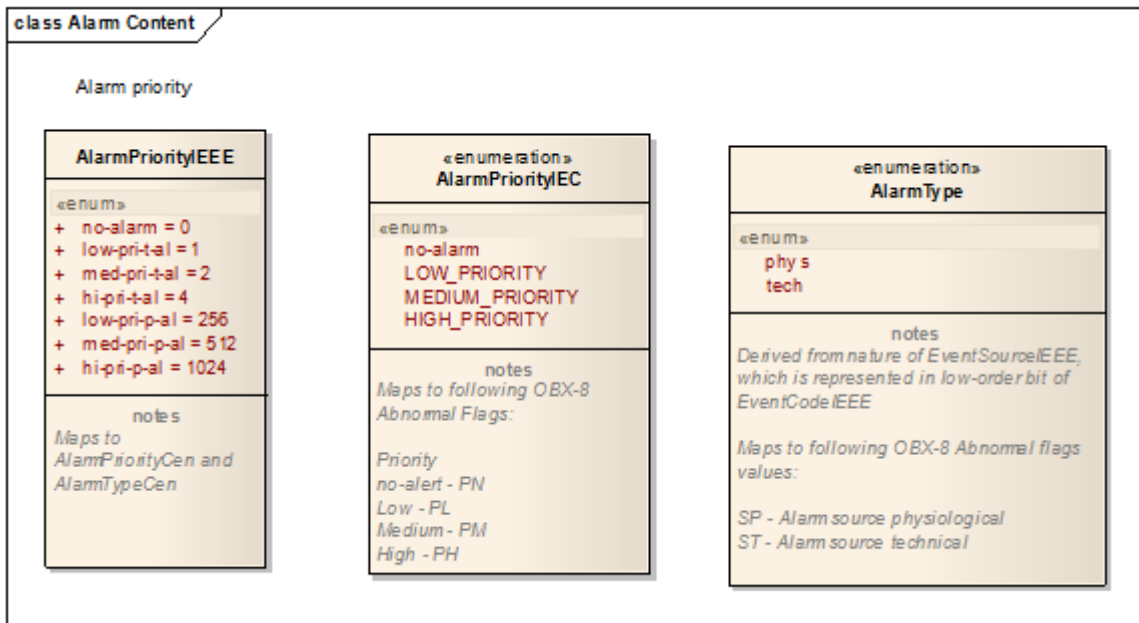 class Alarm Content
Alarm priority
AlarmPriorityIEEE
«enum»
+ no-alarm = 0
+ low-pri-t-al = 1
+ med-pri-t-al = 2
+ hi-pri-t-al = 4
+ low-pri-p-al = 256
+ med-pri-p-al = 512
+ hi-pri-p-al = 1024
notes
Maps to
AlarmPriorityCen and
AlarmTypeCen
«enumeration»
AlarmPriorityIEC
«enum»
no-alarm
LOW_PRIORITY
MEDIUM_PRIORITY
HIGH_PRIORITY
notes
Maps to following OBX-8
Abnormal Flags:
Priority
no-alert - PN
Low - PL
Medium - PM
High - PH
«enumeration»
AlarmType
«enum»
phys
tech
notes
Derived from nature of EventSourceIEEE,
which is represented in low-order bit of
EventCodeIEEE
Maps to following OBX-8 Abnormal flags
values:
SP - Alarm source physiological
ST - Alarm source technical